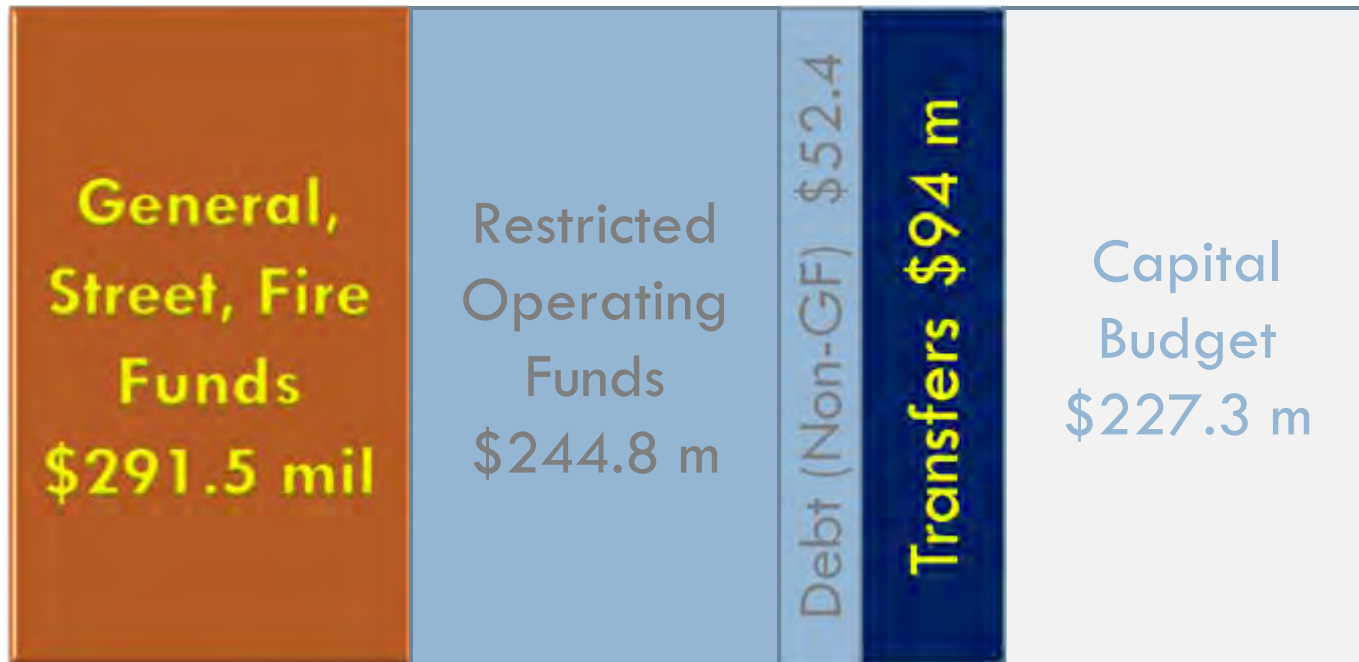 General,
Street, Fire
Funds
$291.5 mil
Restricted
Operating
Funds
$244.8 m
Debt (Non-GF) $52.4
Transfers $94 m
Capital
Budget
$227.3 m